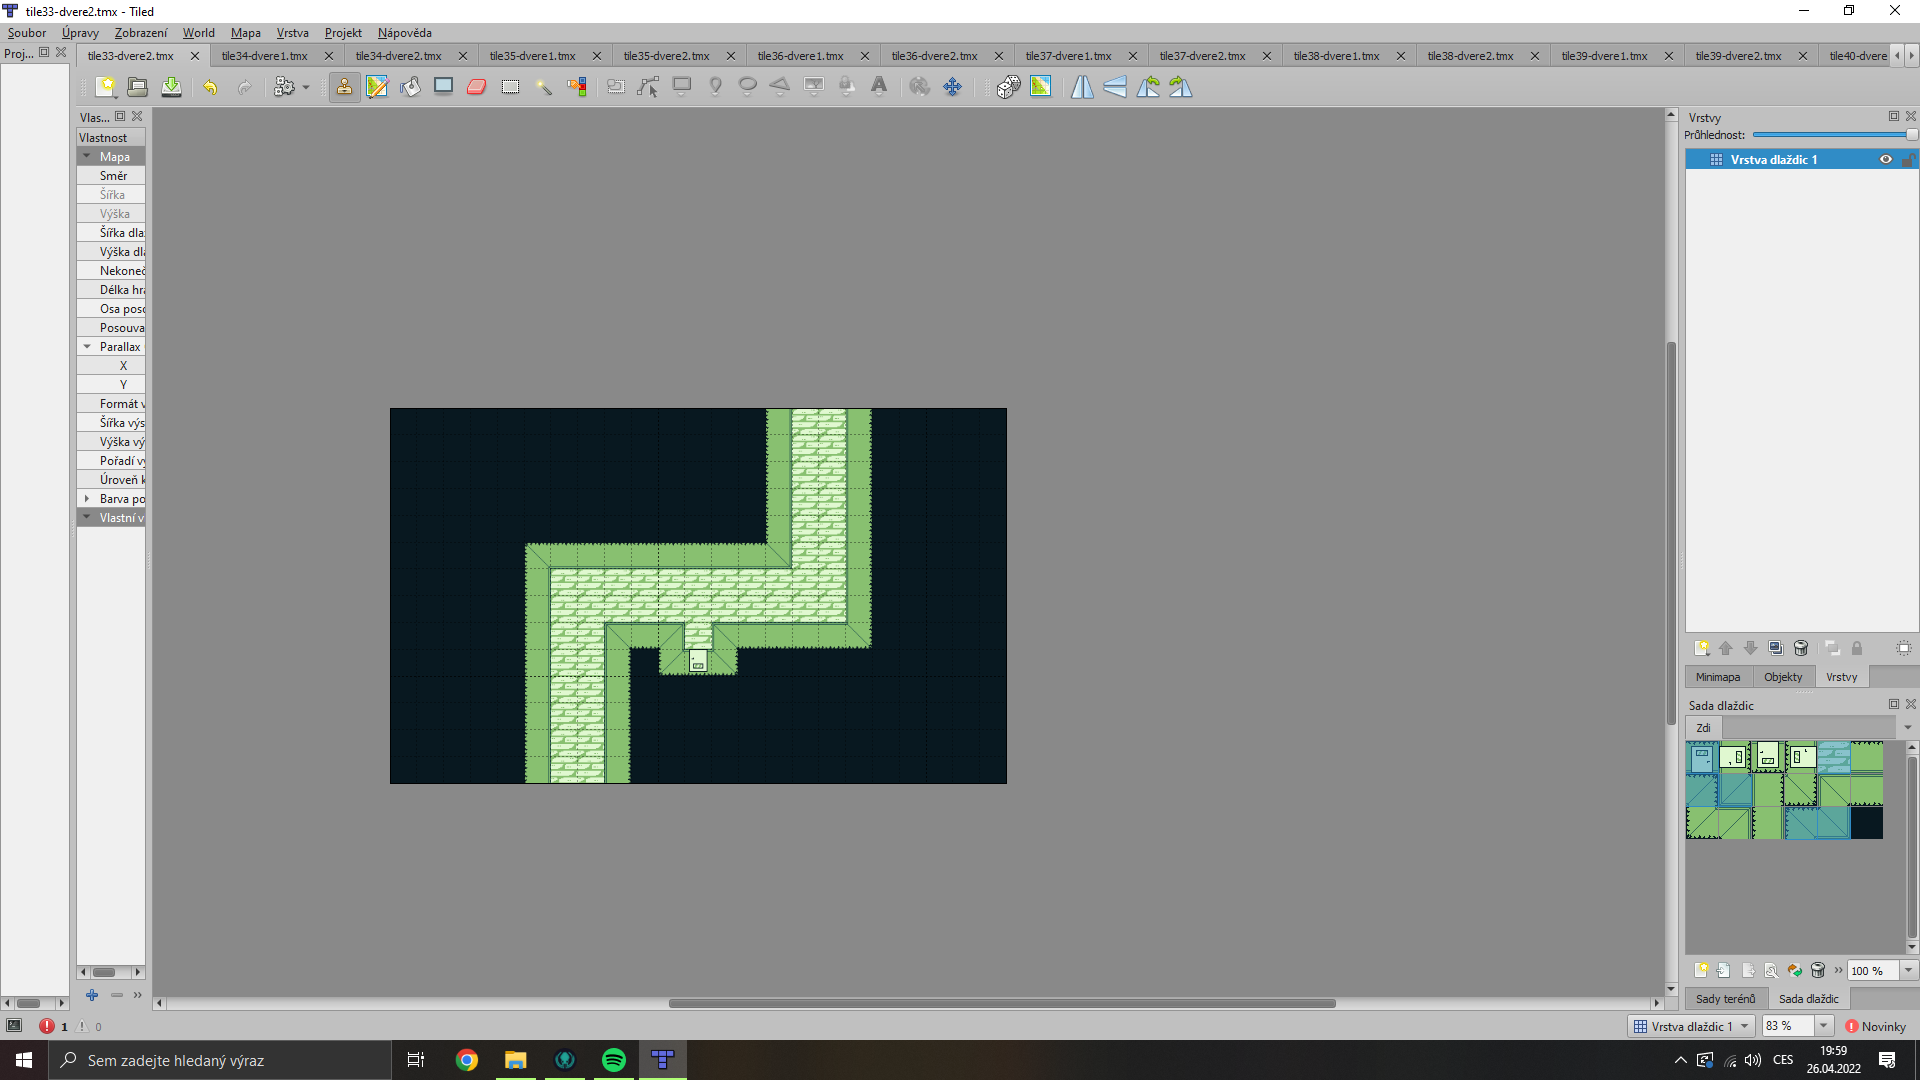 tile33-dvere2.tmx - Tiled
Soubor Úpravy Zobrazení World Mapa Vrstva Projekt Nápověda
Proj... tile33-dvere2.tmx tile34-dvere1.tmx tile34-dvere2.tmx tile35-dvere1.tmx tile35-dvere2.tmx tile36-dvere1.tmx tile36-dvere2.tmx tile37-dvere1.tmx tile37-dvere2.tmx tile38-dvere1.tmx tile38-dvere2.tmx tile39-dvere1.tmx tile39-dvere2.tmx tile40-dvere
Vlas...
Vlastnost
Mapa
Směr
Šířka
Výška
Šířka dla
Výška dl
Nekoneč
Délka hr
Osa poso
Posouva
Parallax
X
Y
Formát v
Šířka výs
Výška vý
Pořadí vy
Úroveň k
Barva po
Vlastní v
Vrstvy
Průhlednost:
Vrstva dlaždic 1
Minimapa Objekty Vrstvy
Sada dlaždic
Zdi
100 %
Sady terénů Sada dlaždic
1 0
Vrstva dlaždic 1 83 % Novinky
Sem zadejte hledaný výraz
CES
19:59
26.04.2022